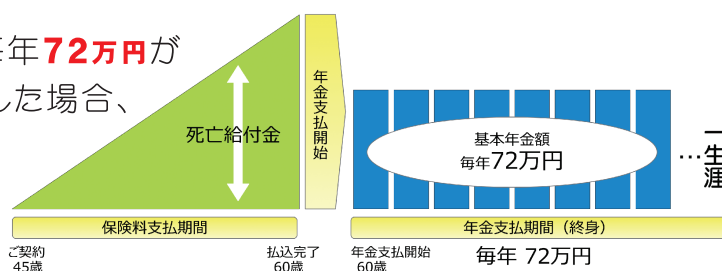 毎年72万円が
した場合、
死亡給付金
年金支払開始
基本年金額
毎年72万円
…一生涯
保険料支払期間
年金支払期間（終身）
ご契約
45歳
払込完了
60歳
年金支払開始
60歳
毎年 72万円